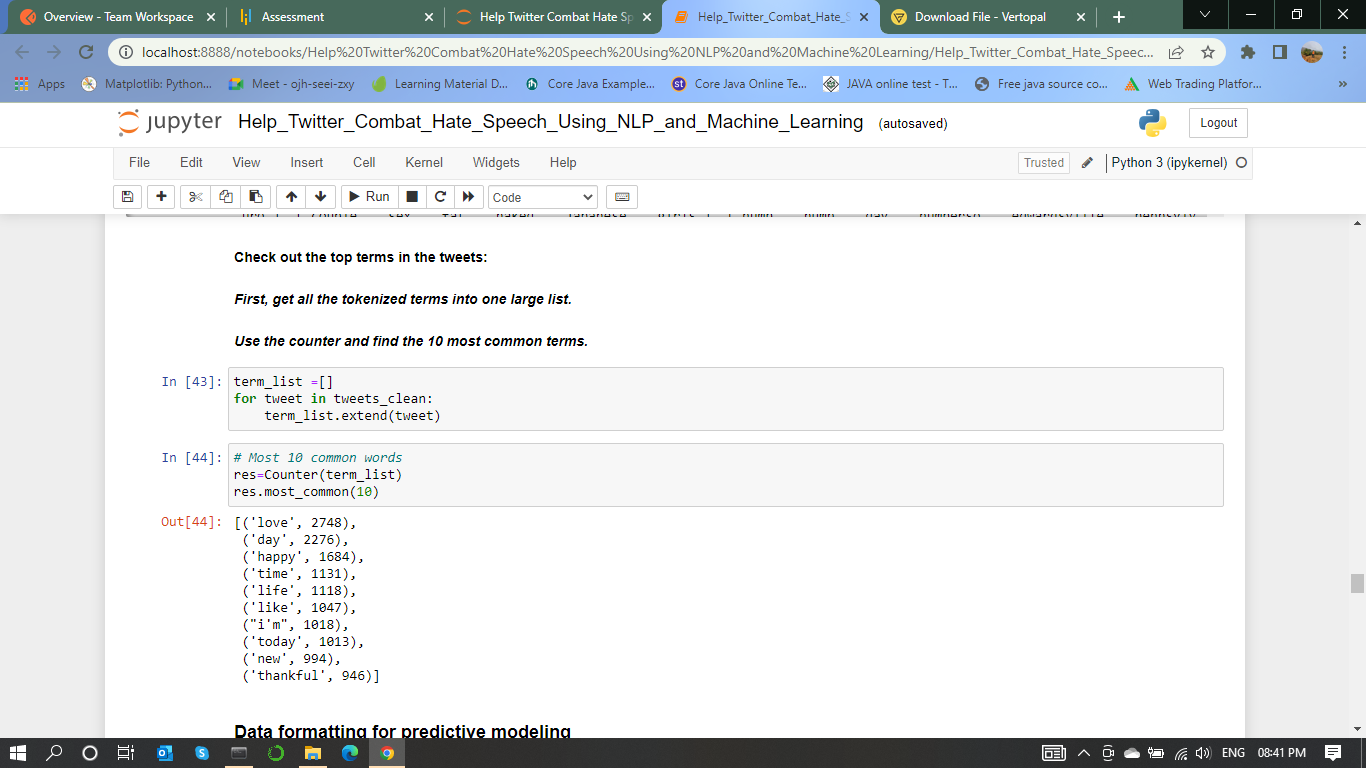 Overview - Team Workspace
Assessment
Help Twitter Combat Hate Sp
Help_Twitter_Combat_Hate_S
Download File - Vertopal
localhost:8888/notebooks/Help%20Twitter%20Combat%20Hate%20Speech%20Using%20NLP%20and%20Machine%20Learning/Help_Twitter_Combat_Hate_Speec...
Apps
Matplotlib: Python...
Meet - ojh-seei-zxy
Learning Material D...
Core Java Example...
Core Java Online Te...
JAVA online test - T...
Free java source co...
Web Trading Platfor...
»
jupyter Help_Twitter_Combat_Hate_Speech_Using_NLP_and_Machine_Learning (autosaved)
Logout
File Edit View Insert Cell Kernel Widgets Help
Trusted
Python 3 (ipykernel)
Run
Code
Check out the top terms in the tweets:
First, get all the tokenized terms into one large list.
Use the counter and find the 10 most common terms.
In [43]: term_list =[]
for tweet in tweets_clean:
    term_list.extend(tweet)
In [44]: # Most 10 common words
res=Counter(term_list)
res.most_common(10)
Out[44]: [('love', 2748),
('day', 2276),
('happy', 1684),
('time', 1131),
('life', 1118),
('like', 1047),
("i'm", 1018),
('today', 1013),
('new', 994),
('thankful', 946)]
Data formatting for predictive modeling
ENG 08:41 PM